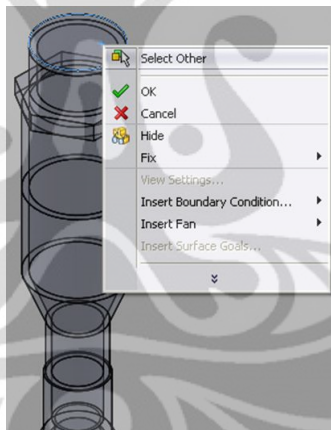 Select Other
OK
Cancel
Hide
Fix
View Settings...
Insert Boundary Condition...
Insert Fan
Insert Surface Goals...